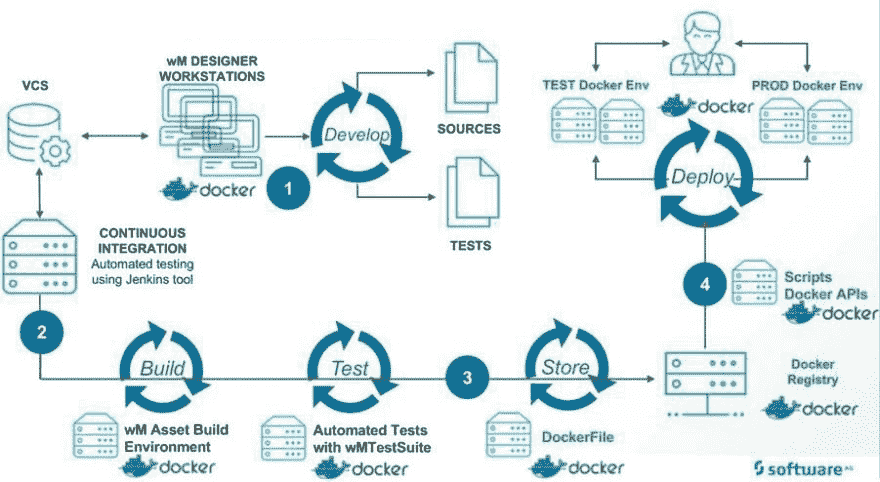 VCS
wM DESIGNER
WORKSTATIONS
docker
1
Develop
SOURCES
TESTS
CONTINUOUS
INTEGRATION
Automated testing
using Jenkins tool
2
Build
wM Asset Build
Environment
docker
Test
Automated Tests
with wMTestSuite
docker
3
Store
DockerFile
docker
Docker
Registry
docker
4
Scripts
Docker APIs
docker
Deploy
docker
TEST Docker Env
PROD Docker Env
software AG